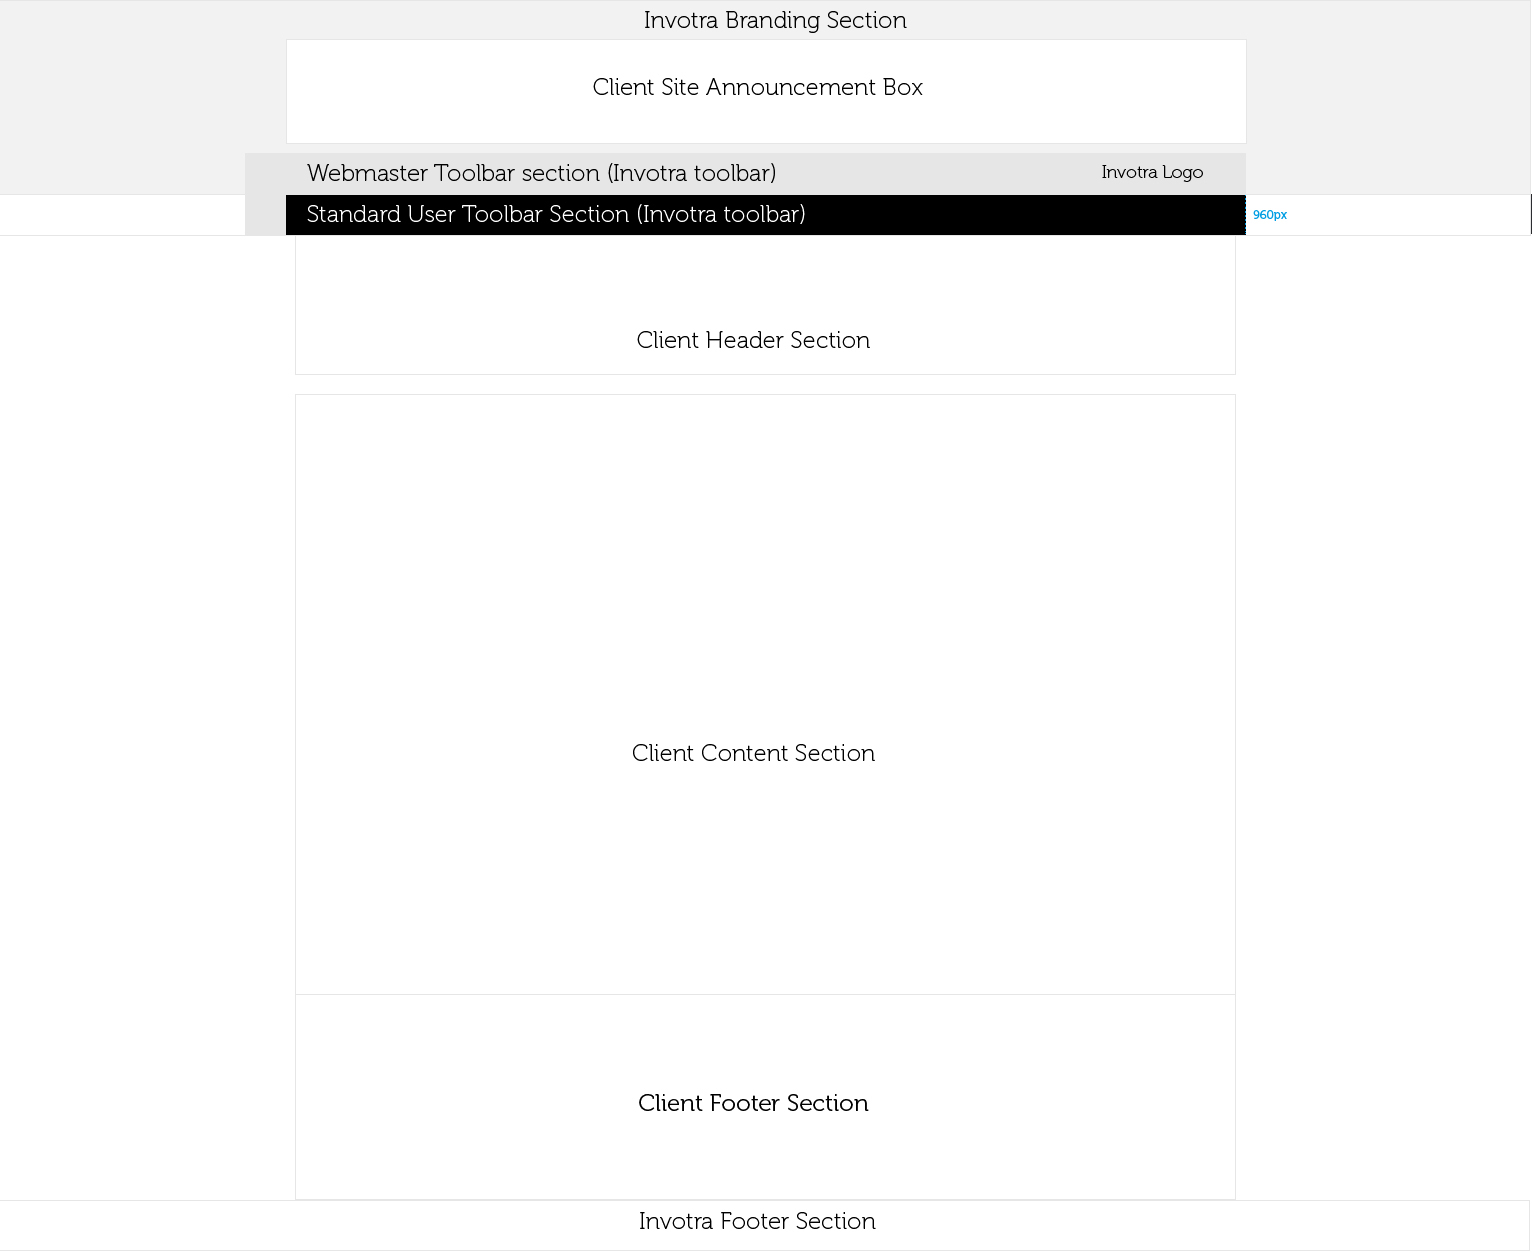 Invotra Branding Section
Client Site Announcement Box
Webmaster Toolbar section (Invotra toolbar)
Invotra Logo
Standard User Toolbar Section (Invotra toolbar)
960px
Client Header Section
Client Content Section
Client Footer Section
Invotra Footer Section